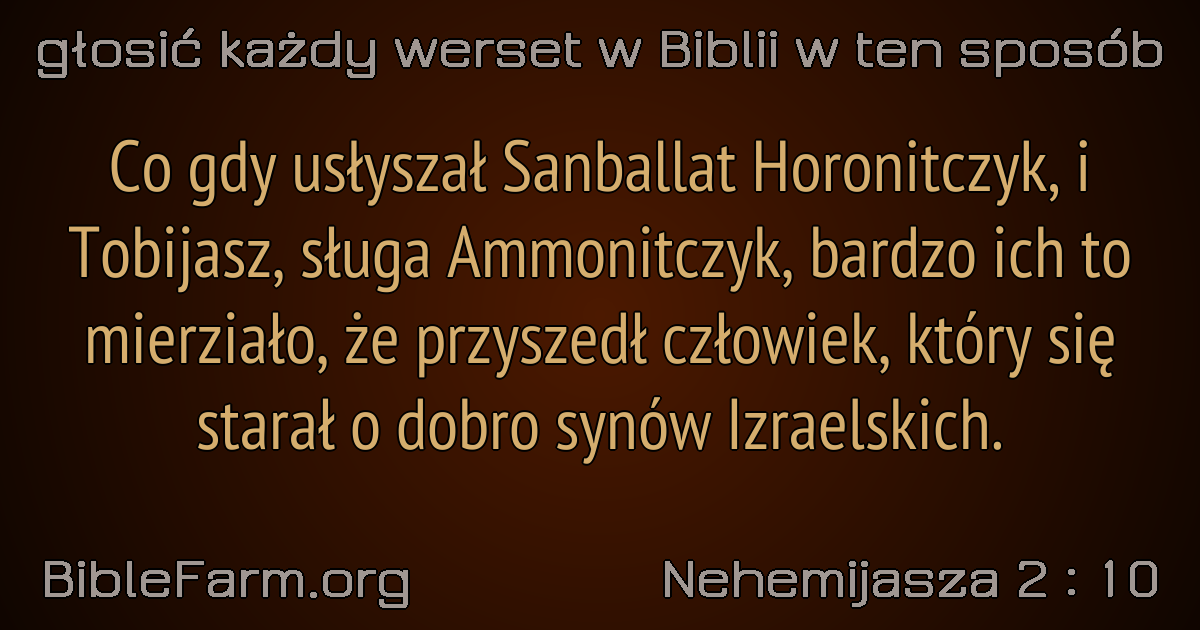 głosić każdy werset w Biblii w ten sposób
Co gdy usłyszał Sanballat Horonitczyk, i
Tobijasz, sługa Ammonitczyk, bardzo ich to
mierziało, że przyszedł człowiek, który się
starał o dobro synów Izraelskich.
BibleFarm.org
Nehemijasza 2 : 10